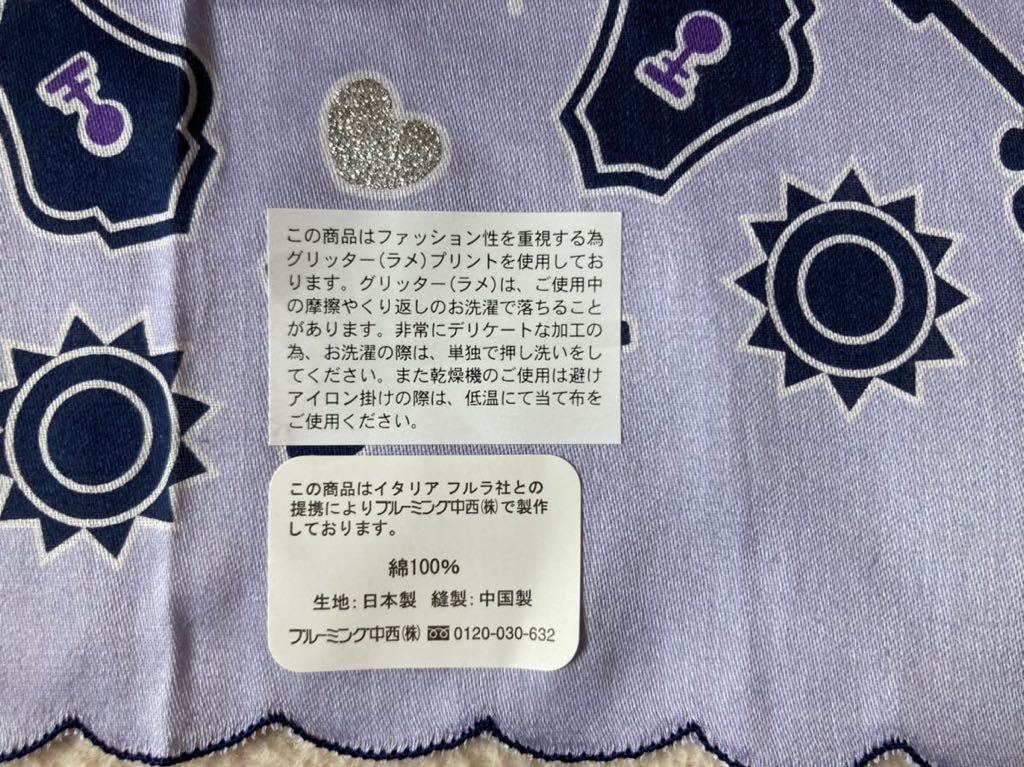 この商品はファッション性を重視する為
グリッター(ラメ)プリントを使用してお
ります。グリッター(ラメ)は、ご使用中
の摩擦やくり返しのお洗濯で落ちること
があります。非常にデリケートな加工の
為、お洗濯の際は、単独で押し洗いをし
てください。また乾燥機のご使用は避け
アイロン掛けの際は、低温にて当て布を
ご使用ください。
この商品はイタリア フルラ社との
提携によりブルーミング中西㈱で製作
しております。
綿100%
生地:日本製 縫製:中国製
ブルーミング中西㈱ 0120-030-632